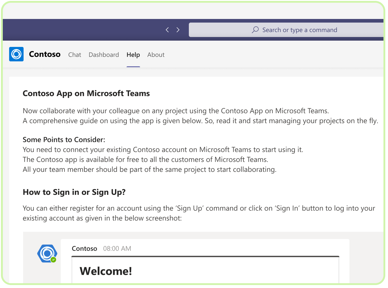 Search or type a command
Contoso Chat Dashboard Help About
Contoso App on Microsoft Teams
Now collaborate with your colleague on any project using the Contoso App on Microsoft Teams.
A comprehensive guide on using the app is given below. So, read it and start managing your projects on the fly.
Some Points to Consider:
You need to connect your existing Contoso account on Microsoft Teams to start using it.
The Contoso app is available for free to all the customers of Microsoft Teams.
All your team member should be part of the same project to start collaborating.
How to Sign in or Sign Up?
You can either register for an account using the 'Sign Up' command or click on 'Sign In' button to log into your
existing account as given in the below screenshot:
Contoso 08:00 AM
Welcome!